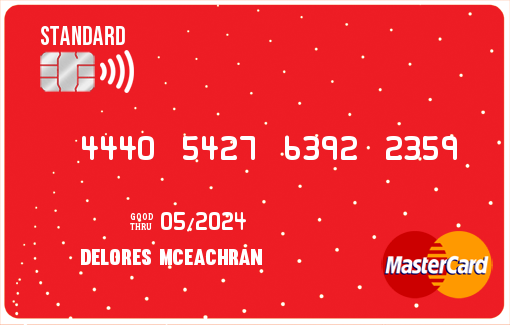 STANDARD
4440 5427 6392 2359
GOOD THRU 05/2024
DELORES MCEACHRAN
MasterCard